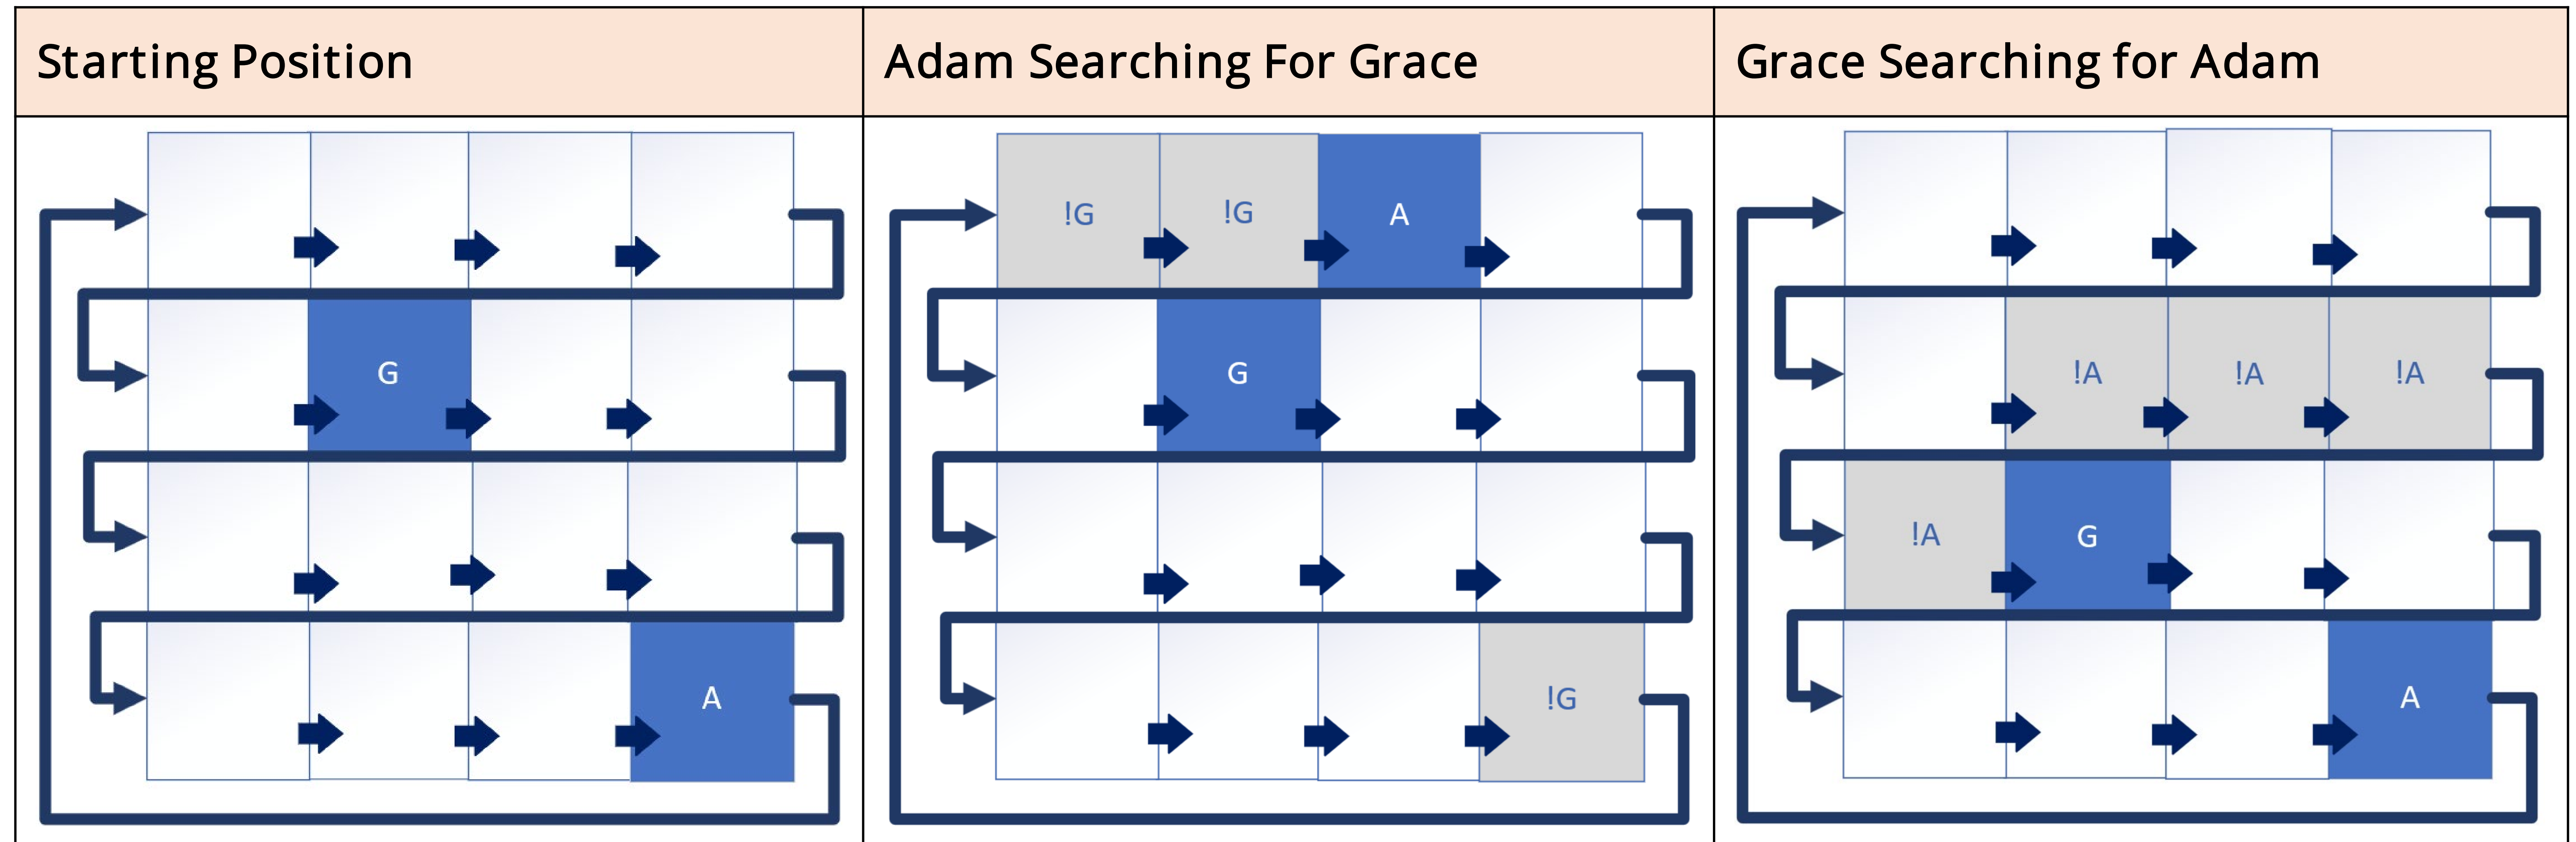 Starting Position
Adam Searching For Grace
Grace Searching for Adam
G
A
!G !G A
G
!G
!A !A !A
!A G
A